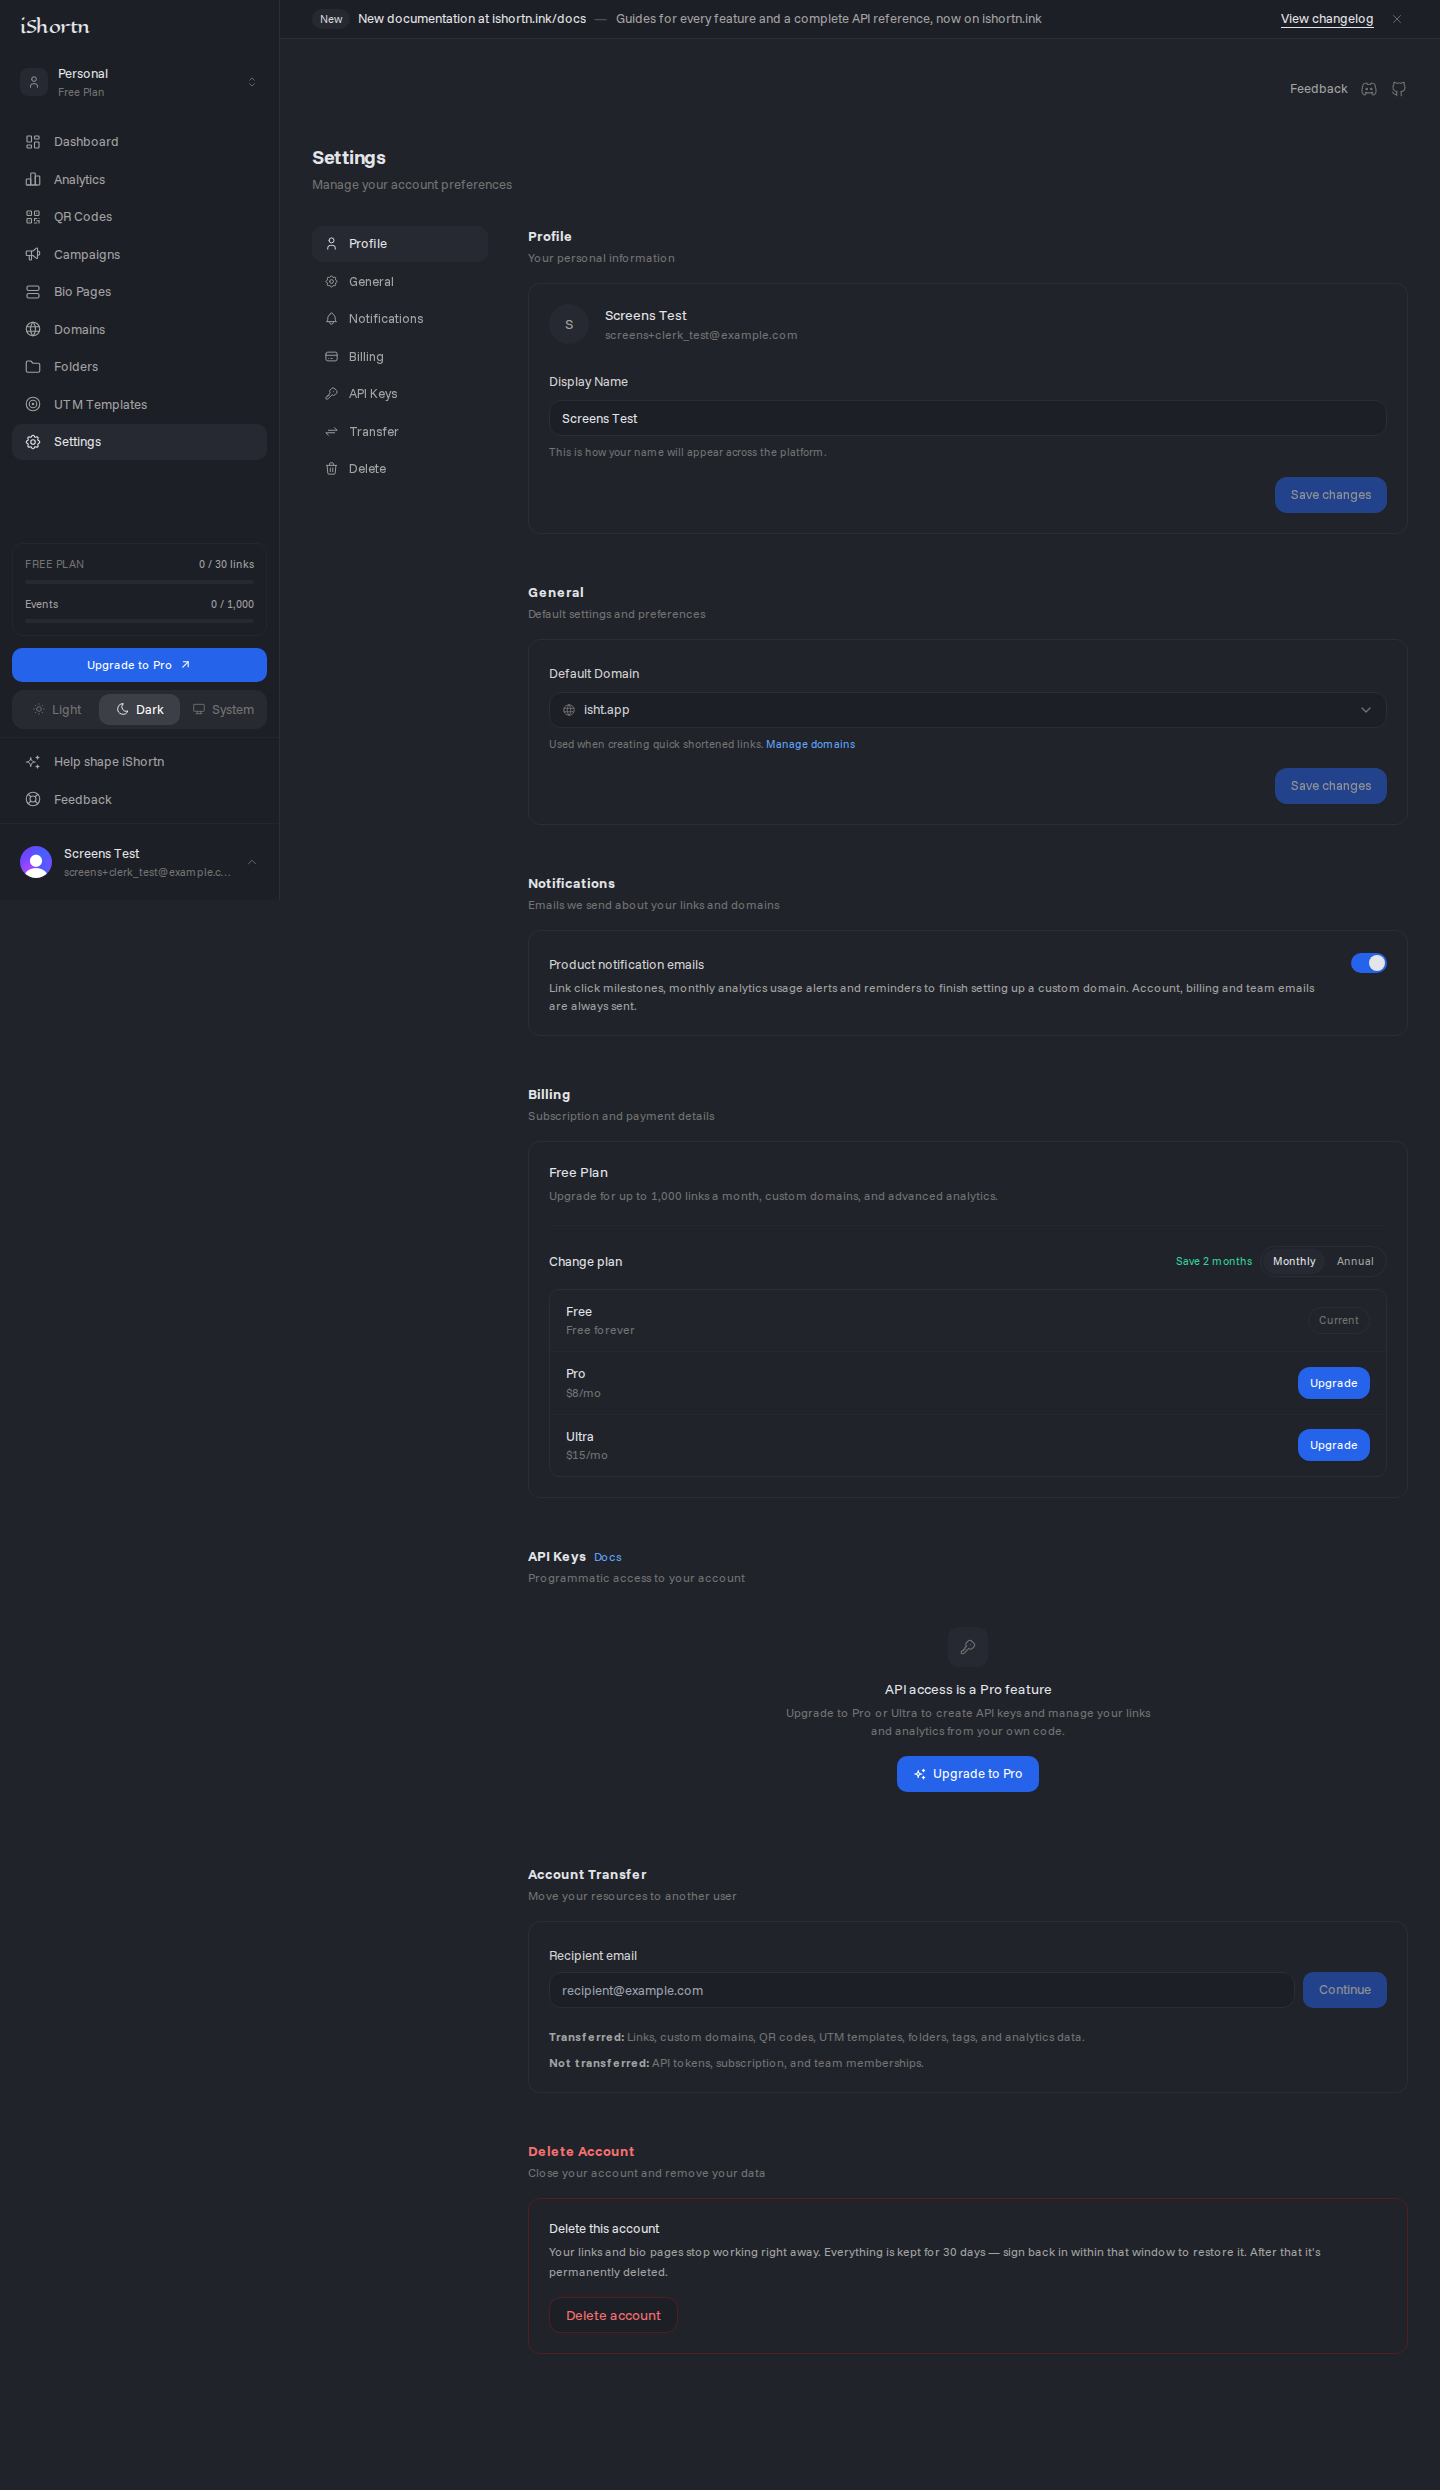 iShortn
Personal
Free Plan
Dashboard
Analytics
QR Codes
Campaigns
Bio Pages
Domains
Folders
UTM Templates
Settings
FREE PLAN 0 / 30 links
Events 0 / 1,000
Upgrade to Pro
Light Dark System
Help shape iShortn
Feedback
Screens Test
screens+clerk_test@example.c...
New New documentation at ishortn.ink/docs — Guides for every feature and a complete API reference, now on ishortn.ink View changelog
Feedback
Settings
Manage your account preferences
Profile
General
Notifications
Billing
API Keys
Transfer
Delete
Profile
Your personal information
S
Screens Test
screens+clerk_test@example.com
Display Name
Screens Test
This is how your name will appear across the platform.
Save changes
General
Default settings and preferences
Default Domain
isht.app
Used when creating quick shortened links. Manage domains
Save changes
Notifications
Emails we send about your links and domains
Product notification emails
Link click milestones, monthly analytics usage alerts and reminders to finish setting up a custom domain. Account, billing and team emails
are always sent.
Billing
Subscription and payment details
Free Plan
Upgrade for up to 1,000 links a month, custom domains, and advanced analytics.
Change plan Save 2 months Monthly Annual
Free
Free forever
Current
Pro
$8/mo
Upgrade
Ultra
$15/mo
Upgrade
API Keys Docs
Programmatic access to your account
API access is a Pro feature
Upgrade to Pro or Ultra to create API keys and manage your links
and analytics from your own code.
Upgrade to Pro
Account Transfer
Move your resources to another user
Recipient email
recipient@example.com Continue
Transferred: Links, custom domains, QR codes, UTM templates, folders, tags, and analytics data.
Not transferred: API tokens, subscription, and team memberships.
Delete Account
Close your account and remove your data
Delete this account
Your links and bio pages stop working right away. Everything is kept for 30 days — sign back in within that window to restore it. After that it's
permanently deleted.
Delete account